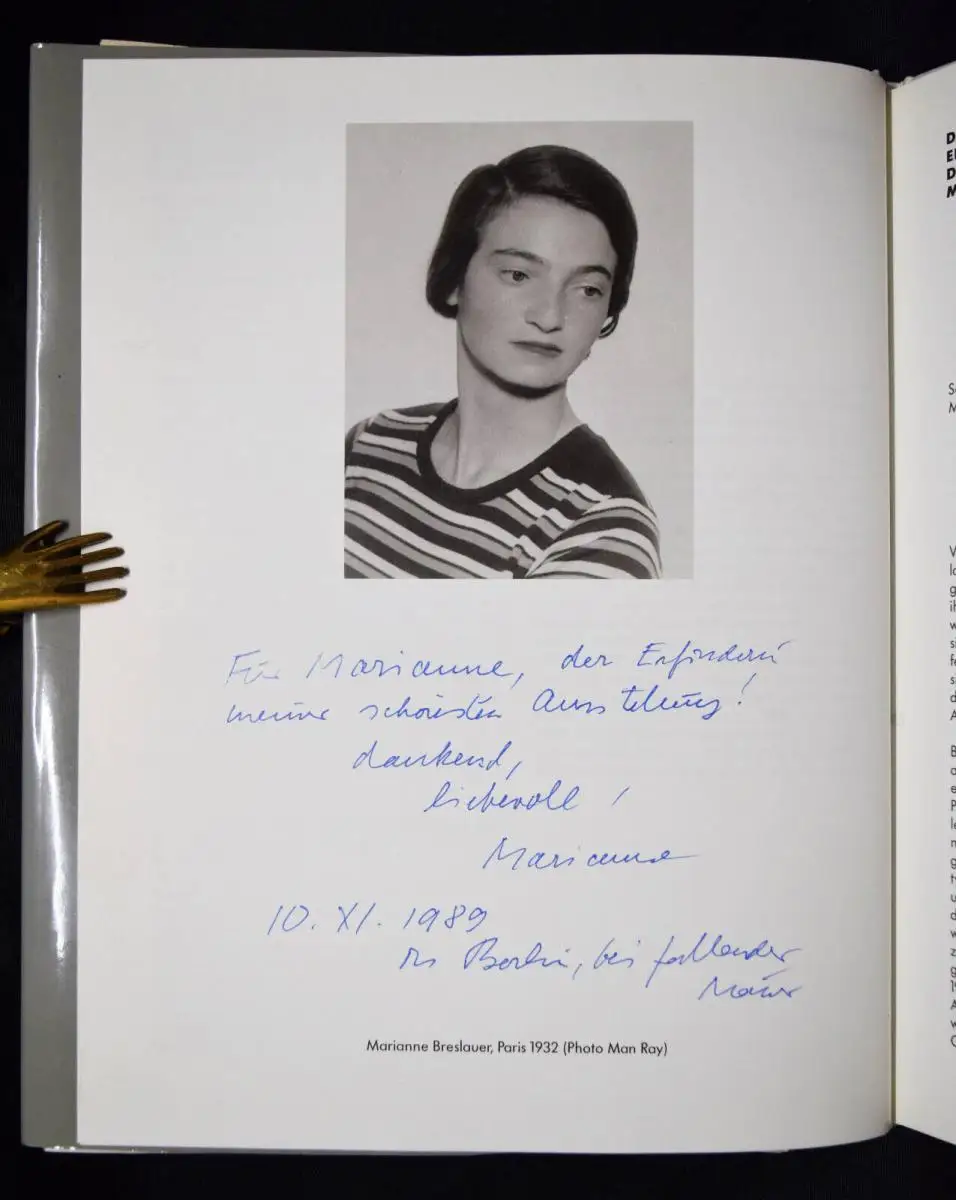 Für Marianne, der Erfinderin
meiner schönsten Ausstellung!
dankend,
liebevoll!
Marianne
10. XI. 1989
in Berlin, bei fallender
Mauer
Marianne Breslauer, Paris 1932 (Photo Man Ray)